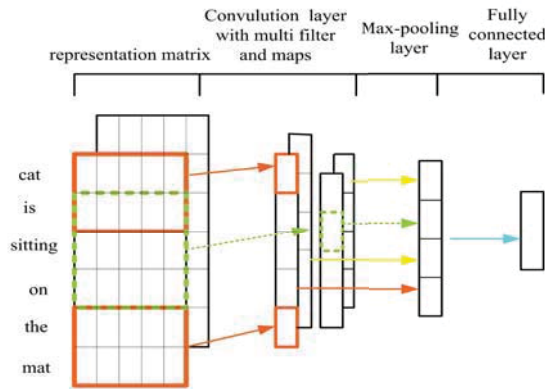 representation matrix
Convulution layer
with multi filter
and maps
Max-pooling
layer
Fully
connected
layer
cat
is
sitting
on
the
mat